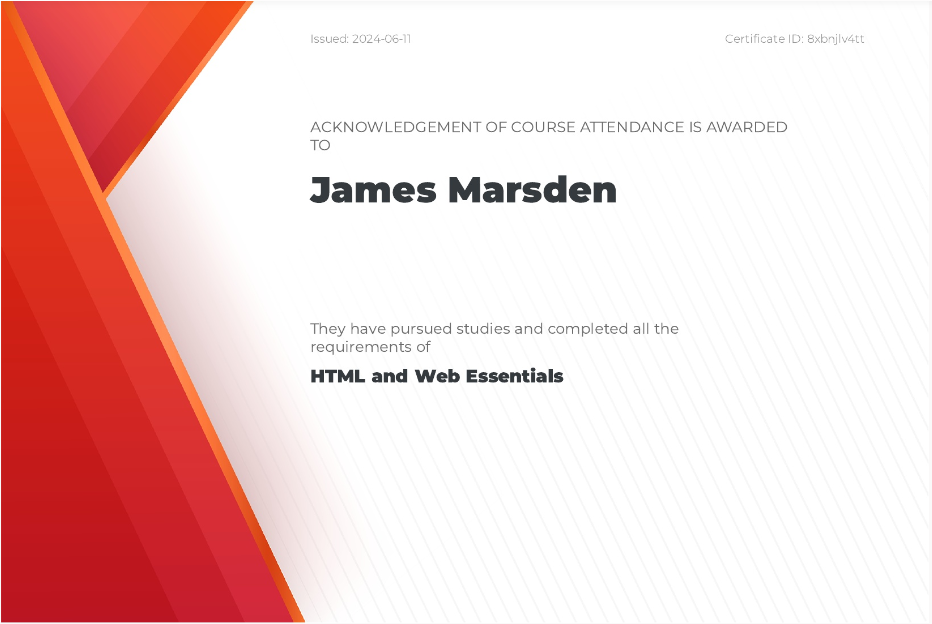 Issued: 2024-06-11
Certificate ID: 8xbnjlv4tt
ACKNOWLEDGEMENT OF COURSE ATTENDANCE IS AWARDED
TO
James Marsden
They have pursued studies and completed all the
requirements of
HTML and Web Essentials